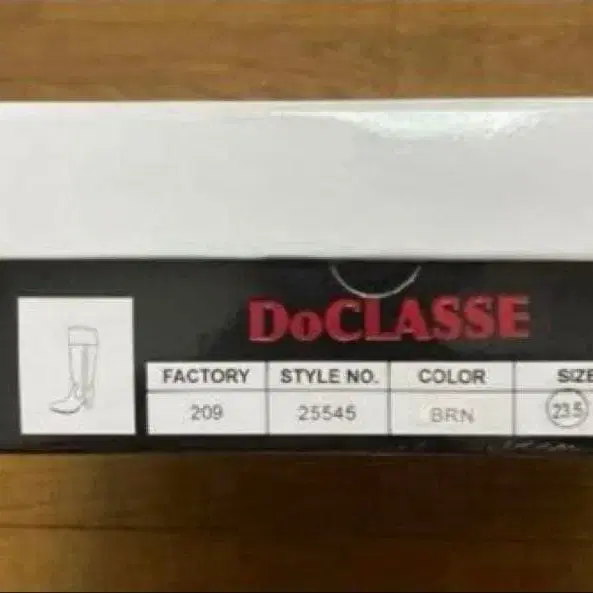 DoCLASSE
FACTORY STYLE NO. COLOR SIZE
209 25545 BRN 23.5